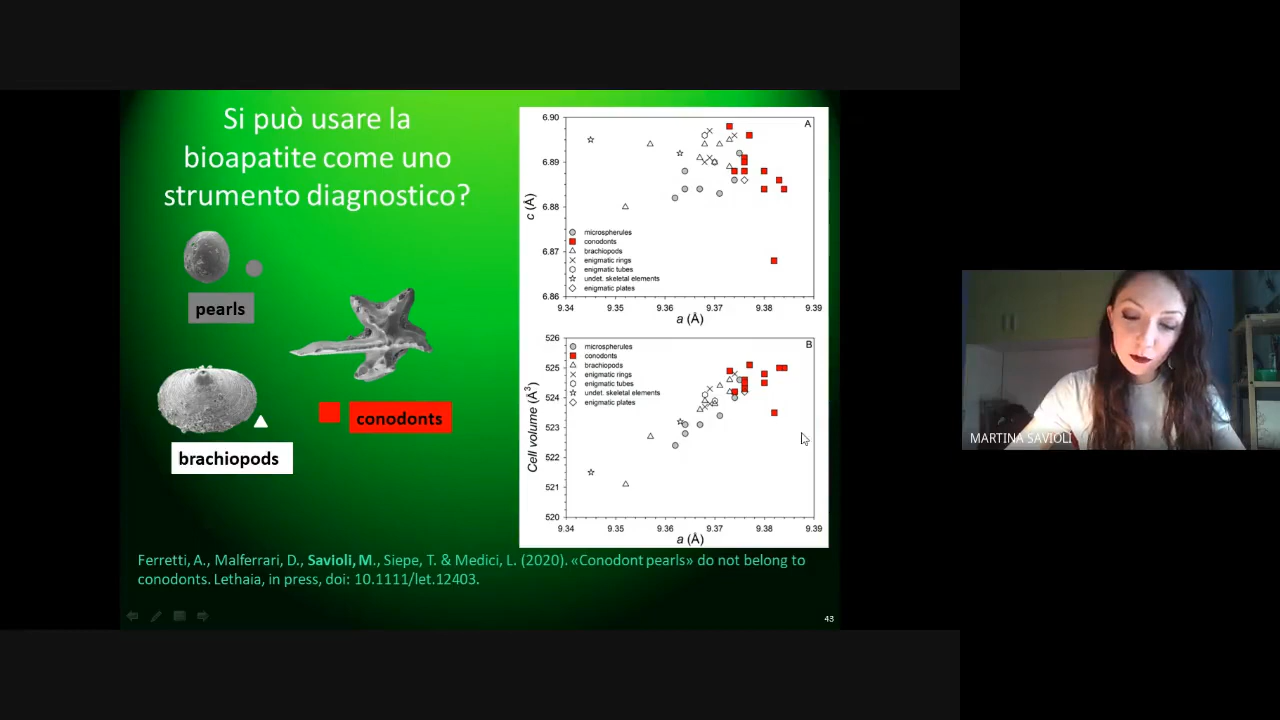 Si può usare la
bioapatite come uno
strumento diagnostico?
pearls
conodonts
brachiopods
A
6.90
6.89
6.88
6.87
6.86
c (Å)
microspherules
conodonts
brachiopods
enigmatic rings
enigmatic tubes
undet. skeletal elements
enigmatic plates
9.34 9.35 9.36 9.37 9.38 9.39
a (Å)
B
526
525
524
523
522
521
520
Cell volume (Å³)
microspherules
conodonts
brachiopods
enigmatic rings
enigmatic tubes
undet. skeletal elements
enigmatic plates
9.34 9.35 9.36 9.37 9.38 9.39
a (Å)
Ferretti, A., Malferrari, D., Savioli, M., Siepe, T. & Medici, L. (2020). «Conodont pearls» do not belong to
conodonts. Lethaia, in press, doi: 10.1111/let.12403.
43
MARTINA SAVIOLI